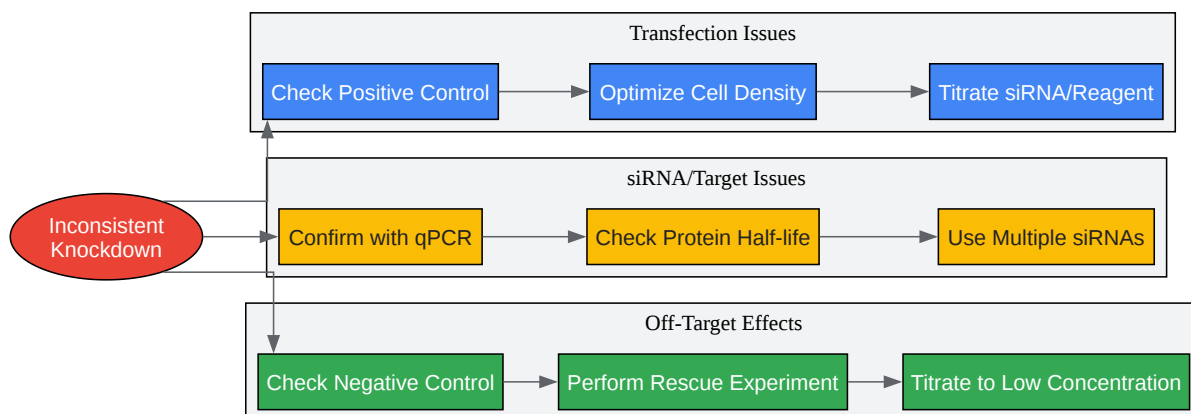 Transfection Issues
Check Positive Control
Optimize Cell Density
Titrate siRNA/Reagent
siRNA/Target Issues
Inconsistent
Knockdown
Confirm with qPCR
Check Protein Half-life
Use Multiple siRNAs
Off-Target Effects
Check Negative Control
Perform Rescue Experiment
Titrate to Low Concentration